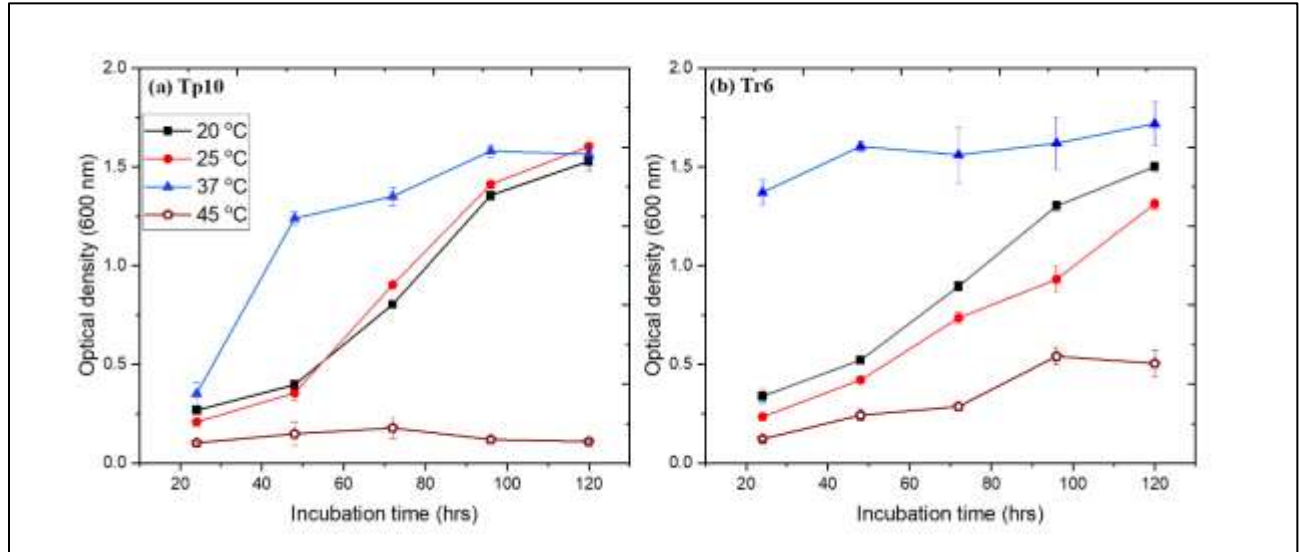 (a) Tp10
20 °C
25 °C
37 °C
45 °C
2.0
1.5
1.0
0.5
0.0
Optical density (600 nm)
20 40 60 80 100 120
Incubation time (hrs)
(b) Tr6
2.0
1.5
1.0
0.5
0.0
Optical density (600 nm)
20 40 60 80 100 120
Incubation time (hrs)